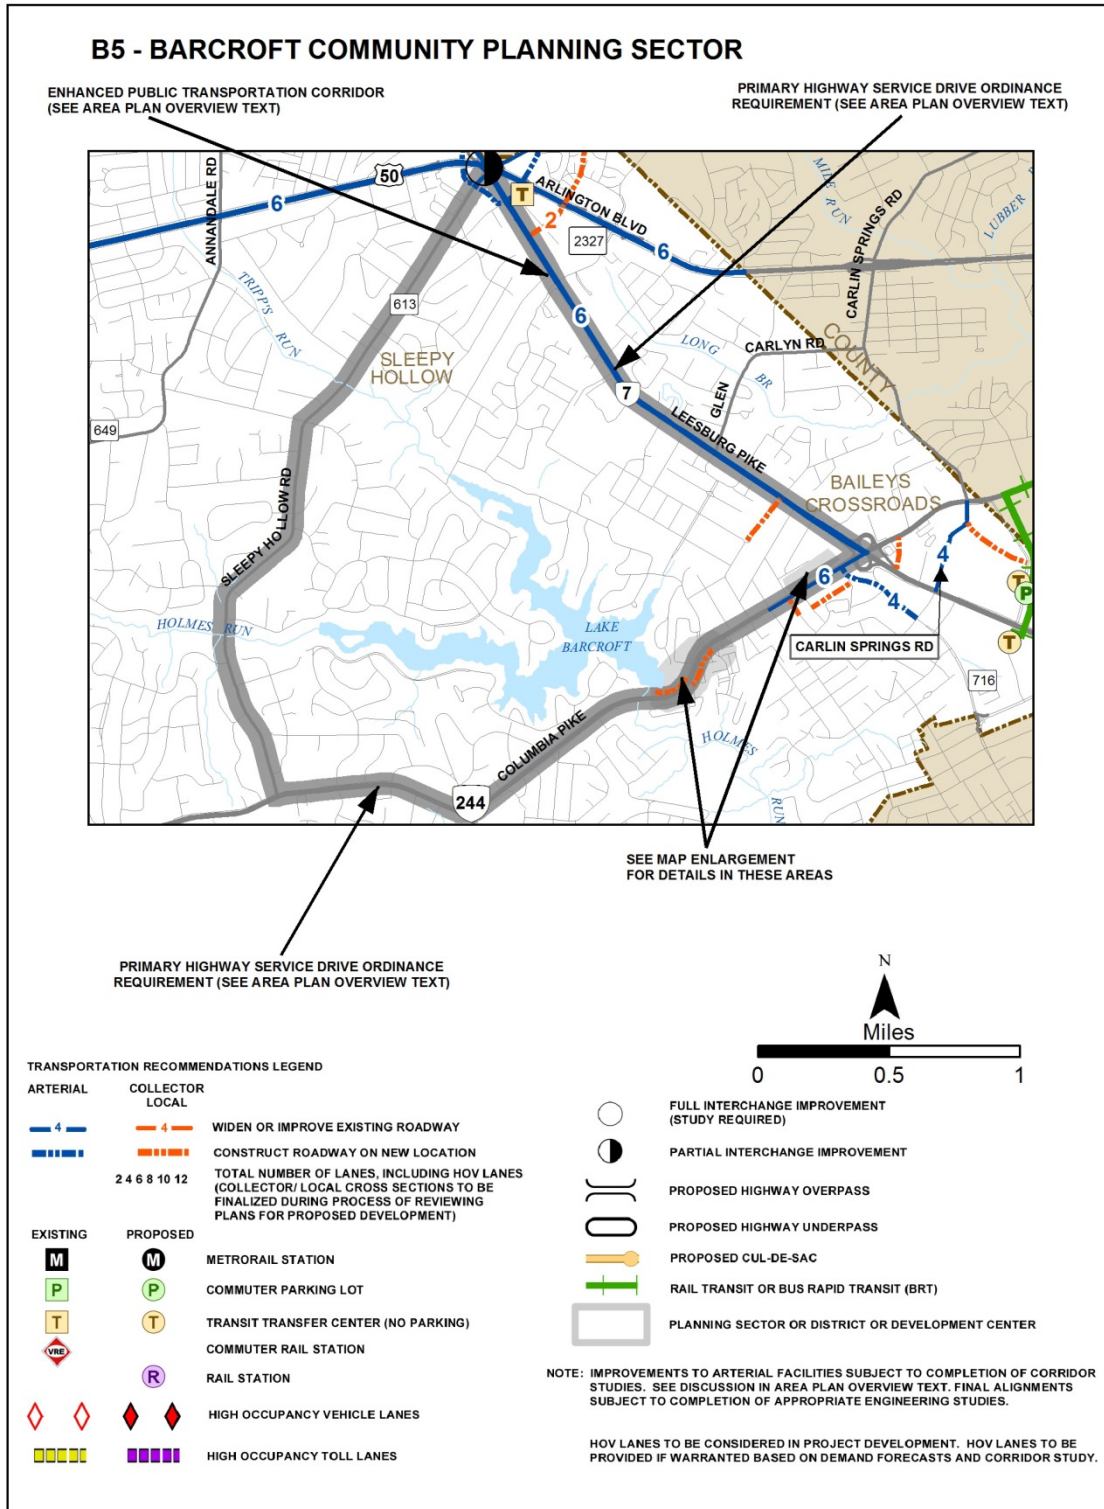 B5 - BARCROFT COMMUNITY PLANNING SECTOR
ENHANCED PUBLIC TRANSPORTATION CORRIDOR
(SEE AREA PLAN OVERVIEW TEXT)
PRIMARY HIGHWAY SERVICE DRIVE ORDINANCE
REQUIREMENT (SEE AREA PLAN OVERVIEW TEXT)
ANNANDALE RD
50
6
T
ARLINGTON BLVD
2
2327
6
MILE RUN
LUBBER
CARLIN SPRINGS RD
613
TRIPP'S RUN
SLEEPY
HOLLOW
6
LONG BR
CARLYN RD
COUNTY
7
GLEN
649
LEESBURG PIKE
BAILEYS
CROSSROADS
SLEEPY HOLLOW RD
6
4
4
T
P
T
HOLMES RUN
LAKE
BARCROFT
CARLIN SPRINGS RD
716
COLUMBIA PIKE
HOLMES
RUN
244
SEE MAP ENLARGEMENT
FOR DETAILS IN THESE AREAS
PRIMARY HIGHWAY SERVICE DRIVE ORDINANCE
REQUIREMENT (SEE AREA PLAN OVERVIEW TEXT)
N
Miles
0 0.5 1
TRANSPORTATION RECOMMENDATIONS LEGEND
ARTERIAL
COLLECTOR
LOCAL
4 4 WIDEN OR IMPROVE EXISTING ROADWAY
CONSTRUCT ROADWAY ON NEW LOCATION
2 4 6 8 10 12 TOTAL NUMBER OF LANES, INCLUDING HOV LANES
(COLLECTOR/ LOCAL CROSS SECTIONS TO BE
FINALIZED DURING PROCESS OF REVIEWING
PLANS FOR PROPOSED DEVELOPMENT)
EXISTING PROPOSED
M M METRORAIL STATION
P P COMMUTER PARKING LOT
T T TRANSIT TRANSFER CENTER (NO PARKING)
VRE COMMUTER RAIL STATION
R RAIL STATION
HIGH OCCUPANCY VEHICLE LANES
HIGH OCCUPANCY TOLL LANES
FULL INTERCHANGE IMPROVEMENT
(STUDY REQUIRED)
PARTIAL INTERCHANGE IMPROVEMENT
PROPOSED HIGHWAY OVERPASS
PROPOSED HIGHWAY UNDERPASS
PROPOSED CUL-DE-SAC
RAIL TRANSIT OR BUS RAPID TRANSIT (BRT)
PLANNING SECTOR OR DISTRICT OR DEVELOPMENT CENTER
NOTE: IMPROVEMENTS TO ARTERIAL FACILITIES SUBJECT TO COMPLETION OF CORRIDOR
STUDIES. SEE DISCUSSION IN AREA PLAN OVERVIEW TEXT. FINAL ALIGNMENTS
SUBJECT TO COMPLETION OF APPROPRIATE ENGINEERING STUDIES.
HOV LANES TO BE CONSIDERED IN PROJECT DEVELOPMENT. HOV LANES TO BE
PROVIDED IF WARRANTED BASED ON DEMAND FORECASTS AND CORRIDOR STUDY.